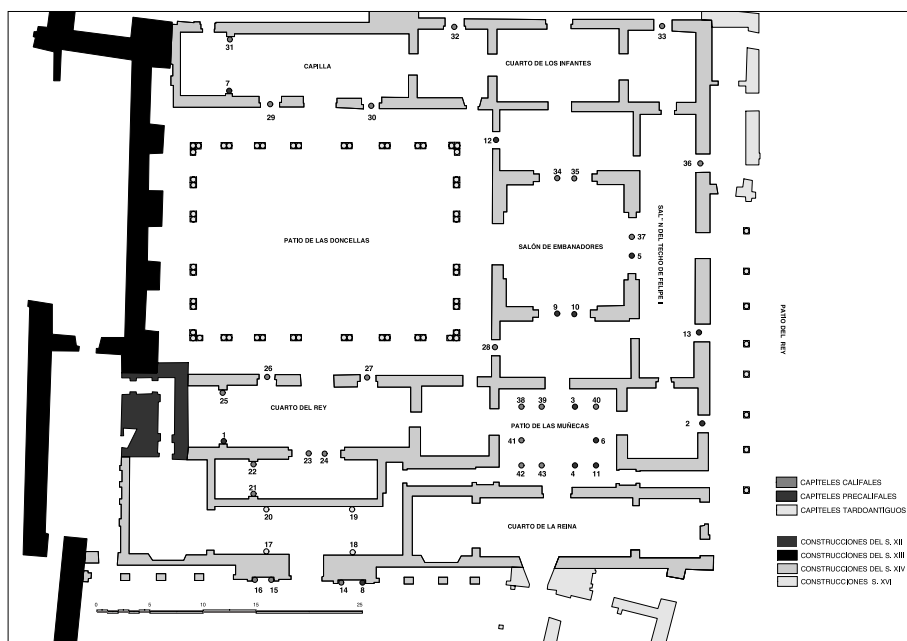 31
32
33
CAPILLA
CUARTO DE LOS INFANTES
7
29
30
12
36
34 35
PATIO DE LAS DONCELLAS
SALÓN DE EMBANADORES
37
5
SAL" N DEL TECHO DE FELIPE II
PATIO DEL REY
9 10
13
28
26
27
25
CUARTO DEL REY
38 39 3 40
PATIO DE LAS MUÑECAS
2
1
41
6
23 24
22
42 43 4 11
21
20
19
CUARTO DE LA REINA
17
18
16 15
14 8
0 5 10 15 25
CAPÍTELES CALIFALES
CAPÍTELES PRECALIFALES
CAPÍTELES TARDOANTIGUOS
CONSTRUCCIONES DEL S. XII
CONSTRUCCIONES DEL S. XIII
CONSTRUCCIONES DEL S. XIV
CONSTRUCCIONES S. XVI